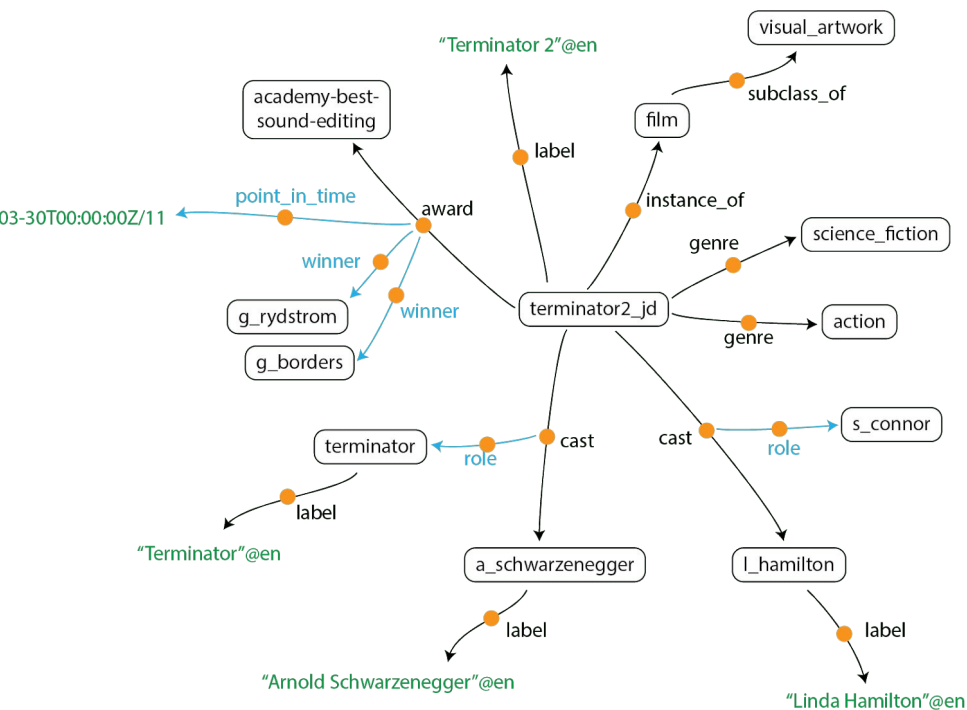 visual_artwork
“Terminator 2”@en
subclass_of
academy-best-
sound-editing
film
label
instance_of
point_in_time
award
03-30T00:00:00Z/11
genre
science_fiction
winner
g_rydstrom
winner
terminator2_jd
action
genre
g_borders
s_connor
terminator
role
cast
cast
role
label
“Terminator”@en
a_schwarzenegger
l_hamilton
label
label
“Arnold Schwarzenegger”@en
“Linda Hamilton”@en